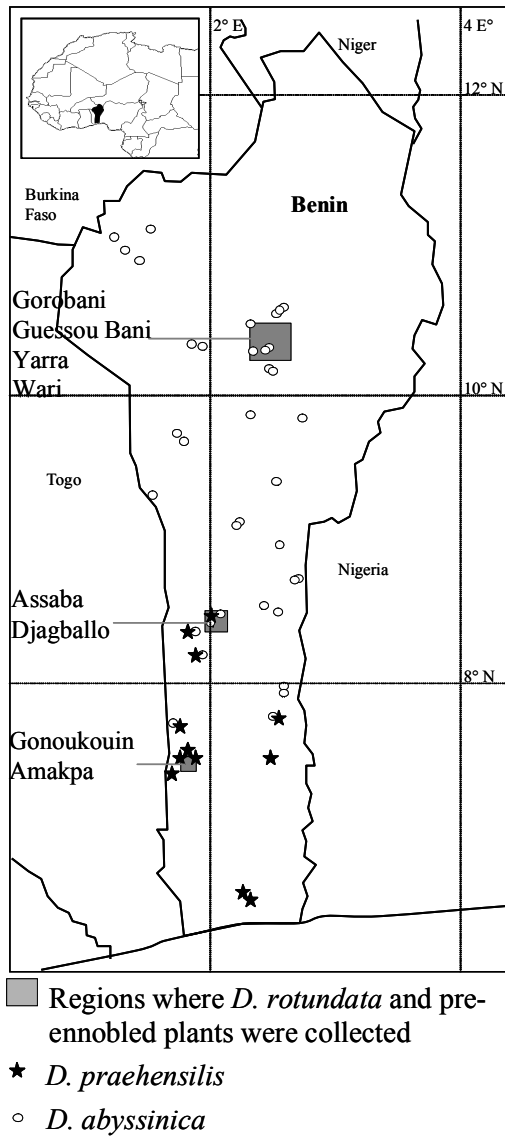 2° E
4 E°
Niger
12° N
Burkina
Faso
Benin
Gorobani
Guessou Bani
Yarra
Wari
10° N
Togo
Nigeria
Assaba
Djagballo
8° N
Gonoukouin
Amakpa
Regions where D. rotundata and pre-
ennobled plants were collected
D. praehensilis
D. abyssinica